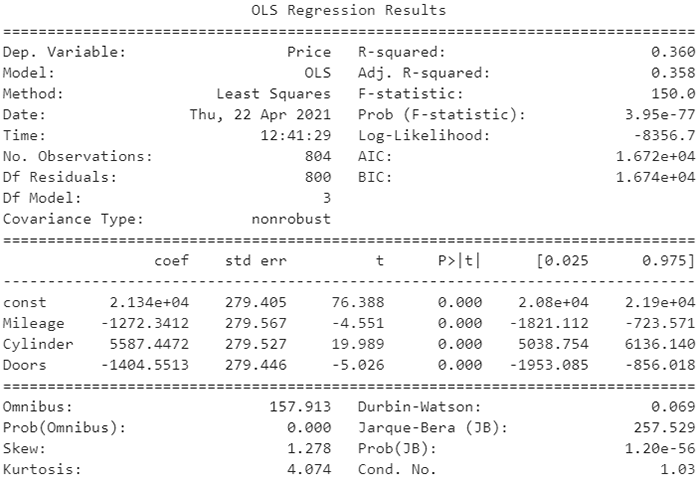 OLS Regression Results
==============================================================================
Dep. Variable: Price R-squared: 0.360
Model: OLS Adj. R-squared: 0.358
Method: Least Squares F-statistic: 150.0
Date: Thu, 22 Apr 2021 Prob (F-statistic): 3.95e-77
Time: 12:41:29 Log-Likelihood: -8356.7
No. Observations: 804 AIC: 1.672e+04
Df Residuals: 800 BIC: 1.674e+04
Df Model: 3
Covariance Type: nonrobust
==============================================================================
coef std err t P>|t| [0.025 0.975]
------------------------------------------------------------------------------
const 2.134e+04 279.405 76.388 0.000 2.08e+04 2.19e+04
Mileage -1272.3412 279.567 -4.551 0.000 -1821.112 -723.571
Cylinder 5587.4472 279.527 19.989 0.000 5038.754 6136.140
Doors -1404.5513 279.446 -5.026 0.000 -1953.085 -856.018
==============================================================================
Omnibus: 157.913 Durbin-Watson: 0.069
Prob(Omnibus): 0.000 Jarque-Bera (JB): 257.529
Skew: 1.278 Prob(JB): 1.20e-56
Kurtosis: 4.074 Cond. No. 1.03